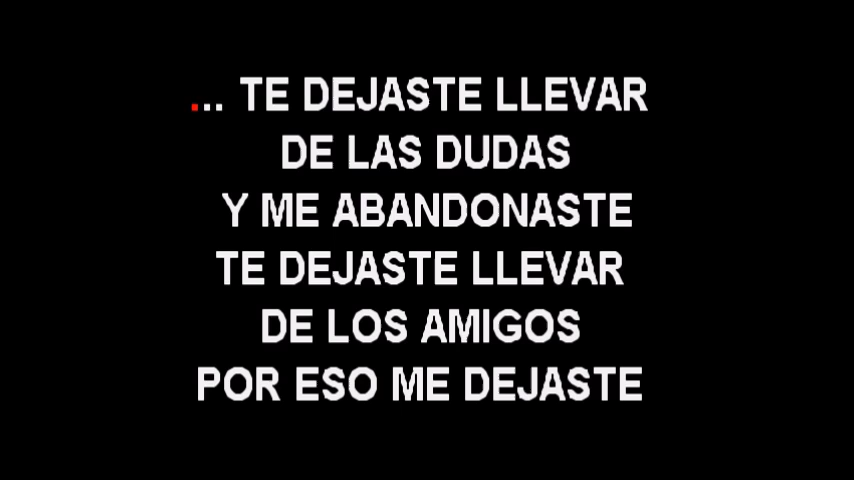 ... TE DEJASTE LLEVAR
DE LAS DUDAS
Y ME ABANDONASTE
TE DEJASTE LLEVAR
DE LOS AMIGOS
POR ESO ME DEJASTE